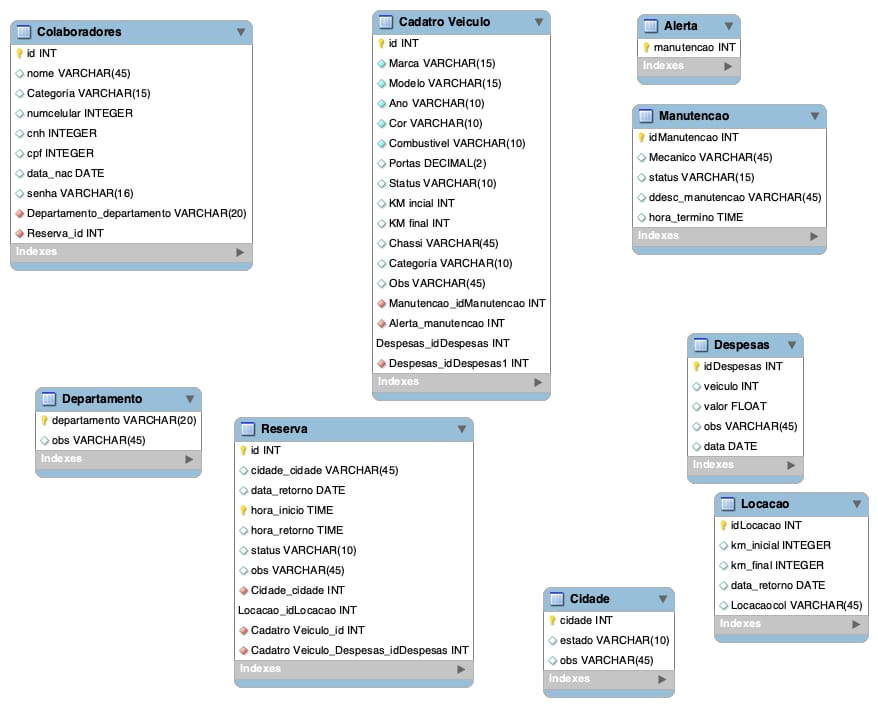 Colaboradores
id INT
nome VARCHAR(45)
Categoria VARCHAR(15)
numcelular INTEGER
cnh INTEGER
cpf INTEGER
data_nac DATE
senha VARCHAR(16)
Departamento_departamento VARCHAR(20)
Reserva_id INT
Indexes
Cadatro Veiculo
id INT
Marca VARCHAR(15)
Modelo VARCHAR(15)
Ano VARCHAR(10)
Cor VARCHAR(10)
Combustivel VARCHAR(10)
Portas DECIMAL(2)
Status VARCHAR(10)
KM incial INT
KM final INT
Chassi VARCHAR(45)
Categoria VARCHAR(10)
Obs VARCHAR(45)
Manutencao_idManutencao INT
Alerta_manutencao INT
Despesas_idDespesas INT
Despesas_idDespesas1 INT
Indexes
Alerta
manutencao INT
Indexes
Manutencao
idManutencao INT
Mecanico VARCHAR(45)
status VARCHAR(15)
ddesc_manutencao VARCHAR(45)
hora_termino TIME
Indexes
Despesas
idDespesas INT
veiculo INT
valor FLOAT
obs VARCHAR(45)
data DATE
Indexes
Departamento
departamento VARCHAR(20)
obs VARCHAR(45)
Indexes
Reserva
id INT
cidade_cidade VARCHAR(45)
data_retorno DATE
hora_inicio TIME
hora_retorno TIME
status VARCHAR(10)
obs VARCHAR(45)
Cidade_cidade INT
Locacao_idLocacao INT
Cadatro Veiculo_id INT
Cadatro Veiculo_Despesas_idDespesas INT
Indexes
Locacao
idLocacao INT
km_inicial INTEGER
km_final INTEGER
data_retorno DATE
Locacaocol VARCHAR(45)
Indexes
Cidade
cidade INT
estado VARCHAR(10)
obs VARCHAR(45)
Indexes